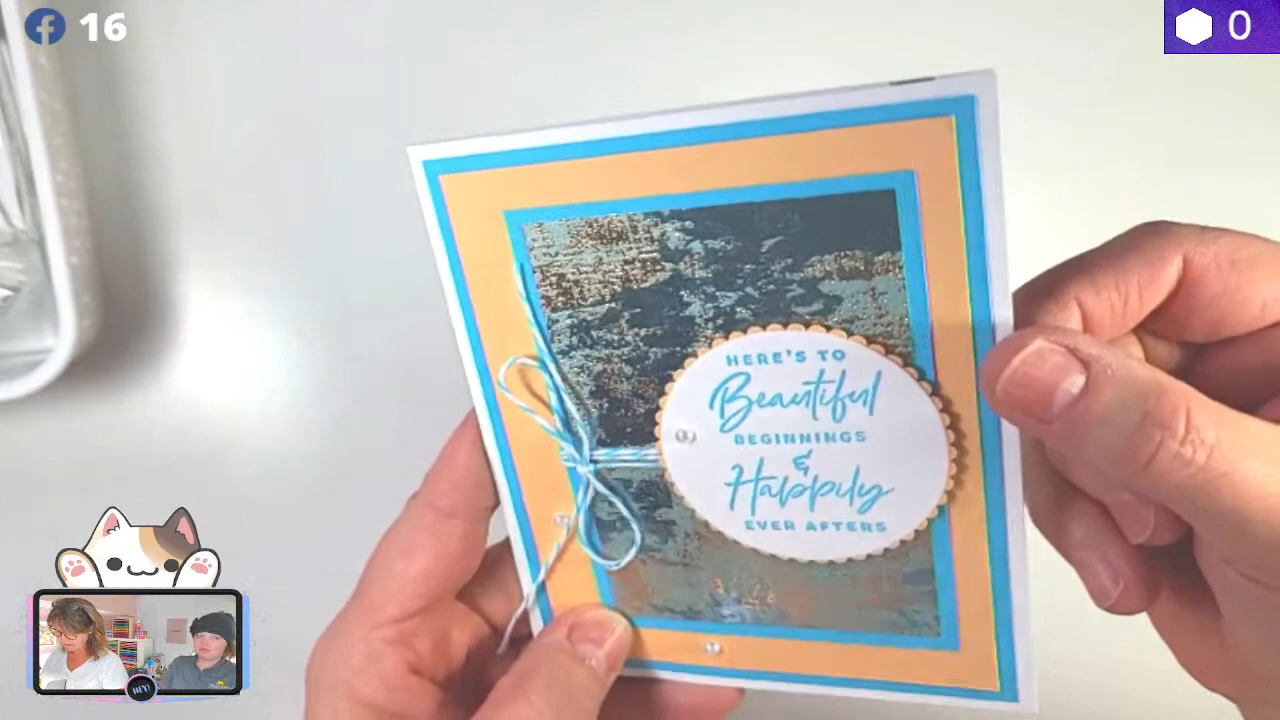 16
0
HERE'S TO
Beautiful
BEGINNINGS
&
Happily
EVER AFTERS
HEY!